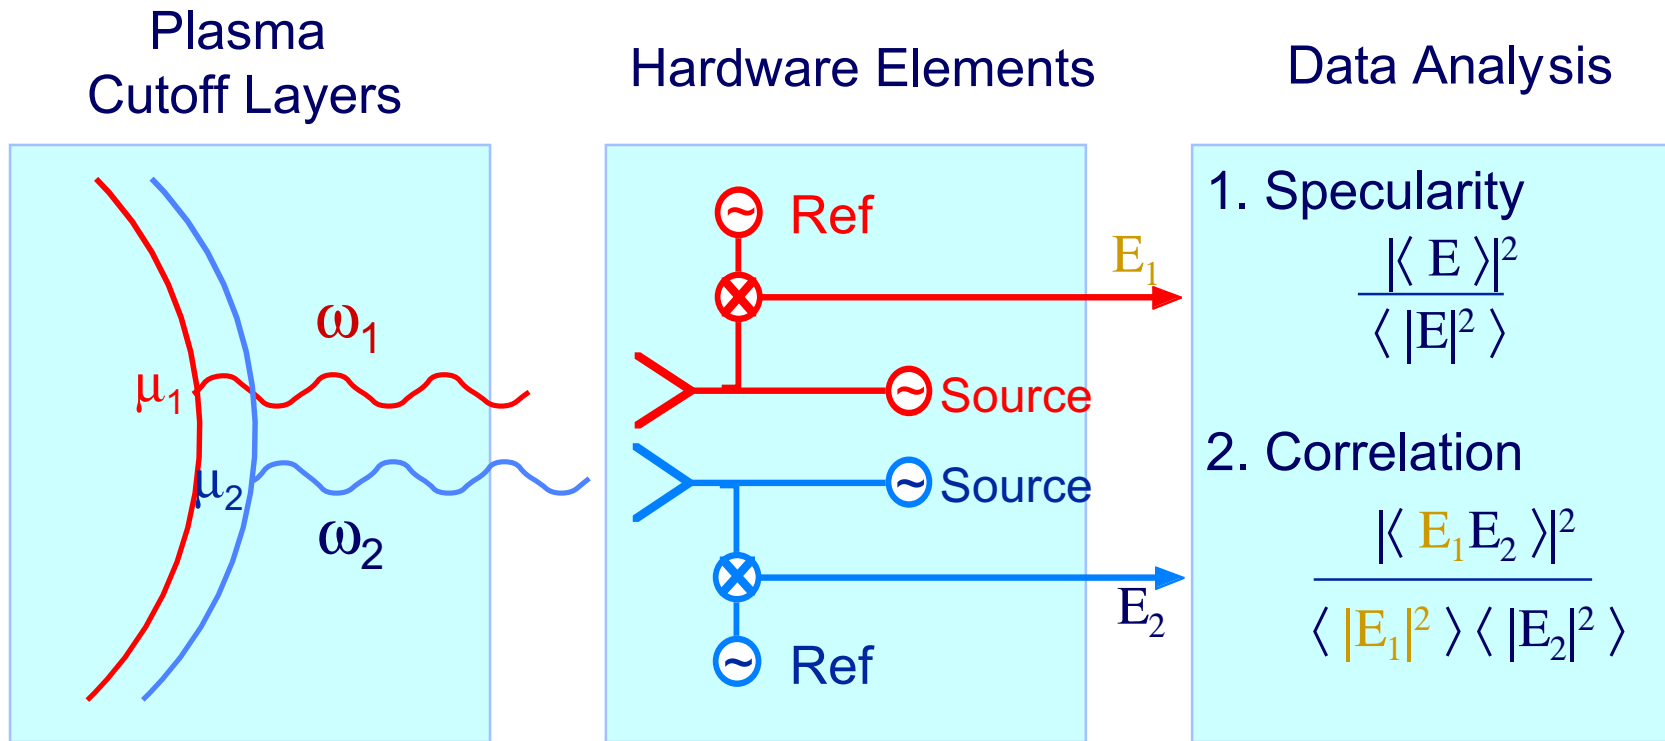 Plasma
Cutoff Layers
ω₁
μ₁
μ₂
ω₂
Hardware Elements
~ Ref
~ Source
~ Source
~ Ref
E₁
E₂
Data Analysis
1. Specularity
|⟨ E ⟩|²
⟨ |E|² ⟩
2. Correlation
|⟨ E₁E₂ ⟩|²
⟨ |E₁|² ⟩⟨ |E₂|² ⟩